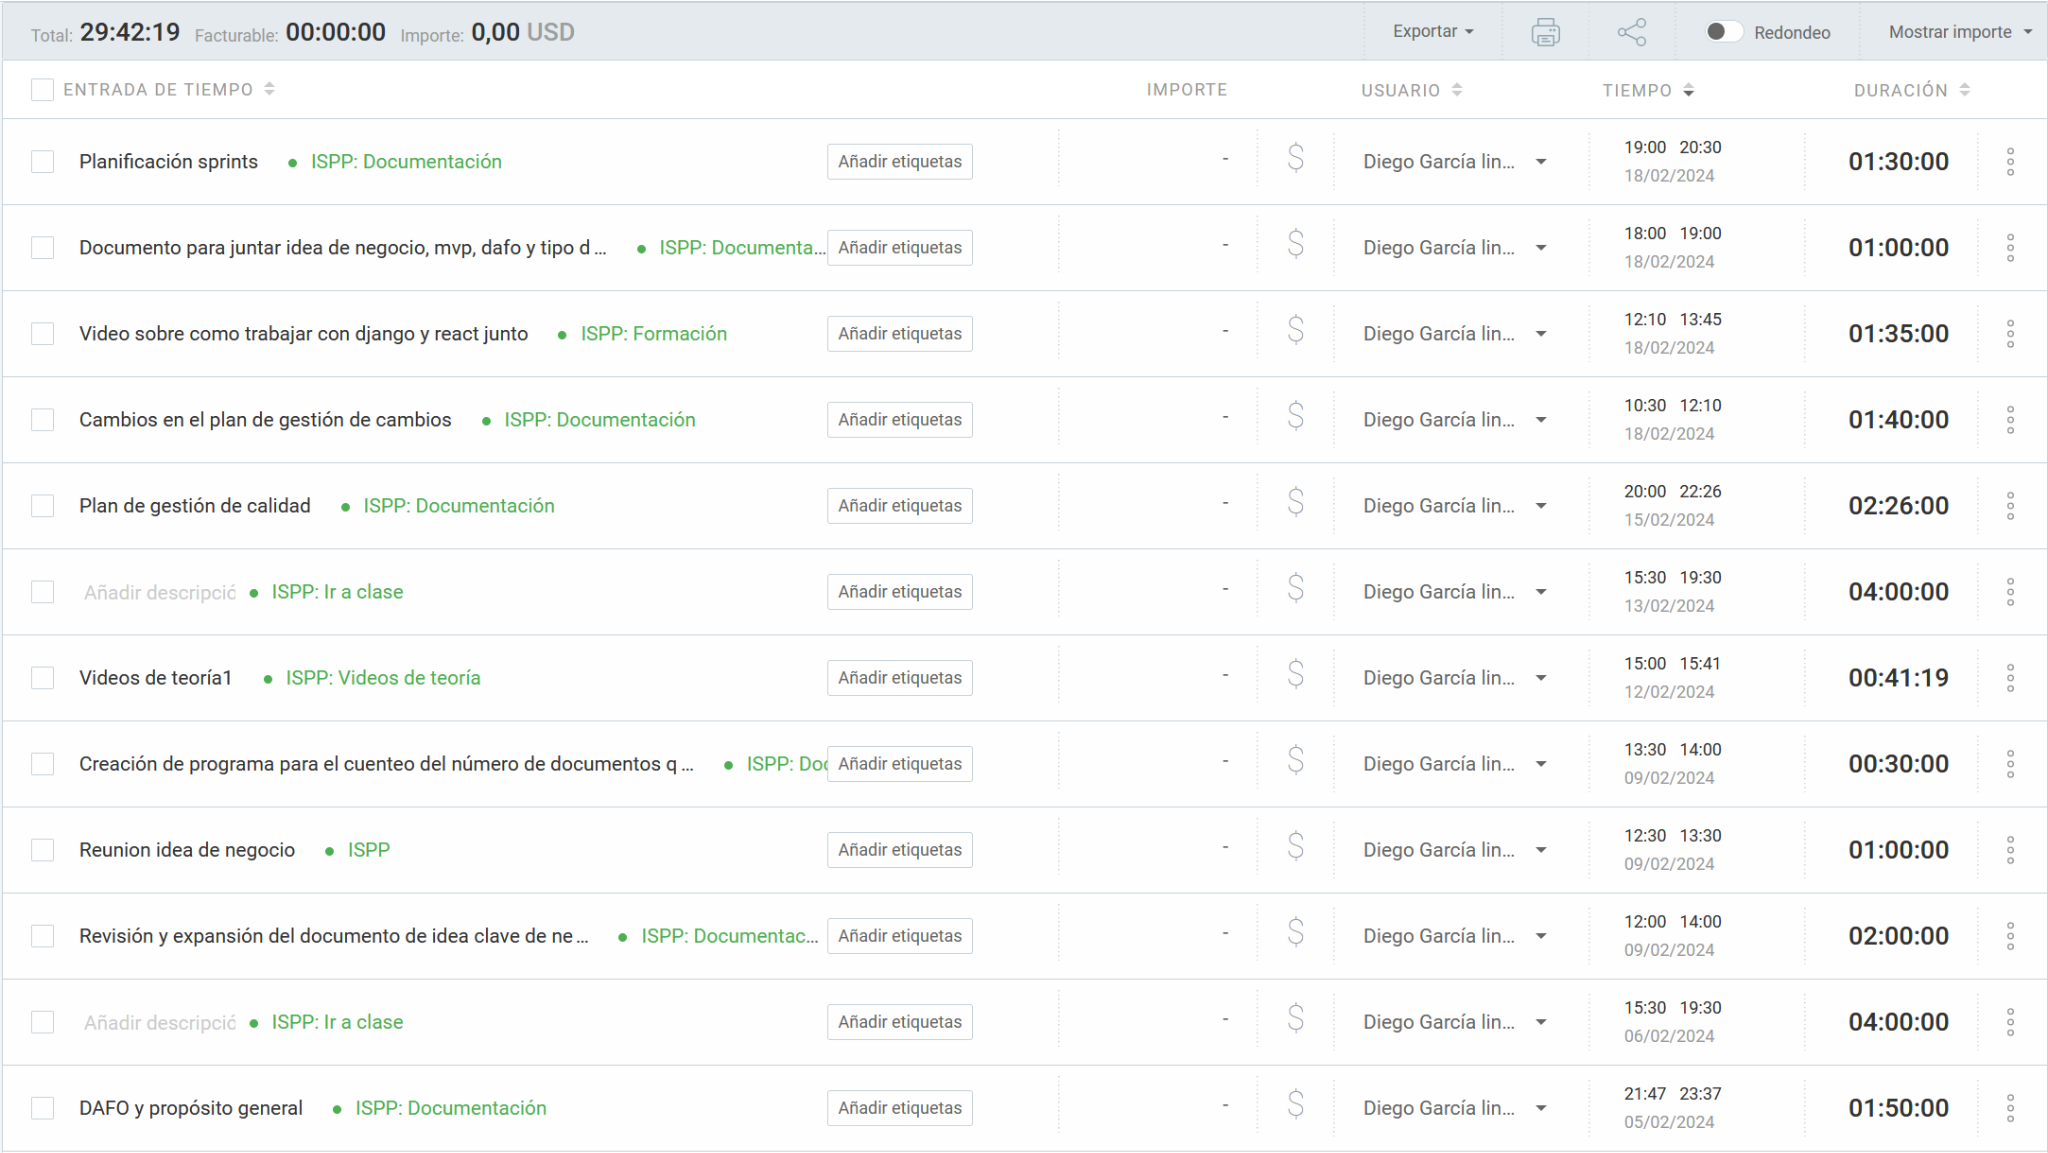 Total: 29:42:19 Facturable: 00:00:00 Importe: 0,00 USD Exportar Redondeo Mostrar importe
ENTRADA DE TIEMPO IMPORTE USUARIO TIEMPO DURACIÓN
Planificación sprints • ISPP: Documentación Añadir etiquetas - $ Diego García lin... 19:00 20:30 01:30:00
18/02/2024
Documento para juntar idea de negocio, mvp, dafo y tipo d ... • ISPP: Documenta... Añadir etiquetas - $ Diego García lin... 18:00 19:00 01:00:00
18/02/2024
Video sobre como trabajar con django y react junto • ISPP: Formación Añadir etiquetas - $ Diego García lin... 12:10 13:45 01:35:00
18/02/2024
Cambios en el plan de gestión de cambios • ISPP: Documentación Añadir etiquetas - $ Diego García lin... 10:30 12:10 01:40:00
18/02/2024
Plan de gestión de calidad • ISPP: Documentación Añadir etiquetas - $ Diego García lin... 20:00 22:26 02:26:00
15/02/2024
Añadir descripció • ISPP: Ir a clase Añadir etiquetas - $ Diego García lin... 15:30 19:30 04:00:00
13/02/2024
Videos de teoría1 • ISPP: Videos de teoría Añadir etiquetas - $ Diego García lin... 15:00 15:41 00:41:19
12/02/2024
Creación de programa para el cuenteo del número de documentos q ... • ISPP: Doc Añadir etiquetas - $ Diego García lin... 13:30 14:00 00:30:00
09/02/2024
Reunion idea de negocio • ISPP Añadir etiquetas - $ Diego García lin... 12:30 13:30 01:00:00
09/02/2024
Revisión y expansión del documento de idea clave de ne ... • ISPP: Documentac... Añadir etiquetas - $ Diego García lin... 12:00 14:00 02:00:00
09/02/2024
Añadir descripció • ISPP: Ir a clase Añadir etiquetas - $ Diego García lin... 15:30 19:30 04:00:00
06/02/2024
DAFO y propósito general • ISPP: Documentación Añadir etiquetas - $ Diego García lin... 21:47 23:37 01:50:00
05/02/2024